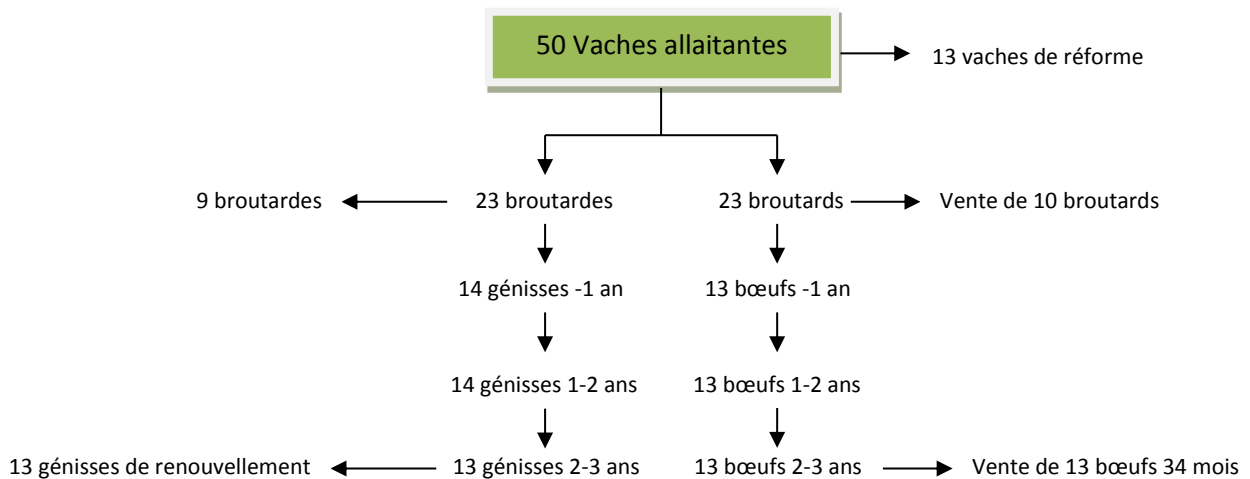 50 Vaches allaitantes
13 vaches de réforme
9 broutardes
23 broutardes
23 broutards
Vente de 10 broutards
14 génisses -1 an
13 bœufs -1 an
14 génisses 1-2 ans
13 bœufs 1-2 ans
13 génisses de renouvellement
13 génisses 2-3 ans
13 bœufs 2-3 ans
Vente de 13 bœufs 34 mois